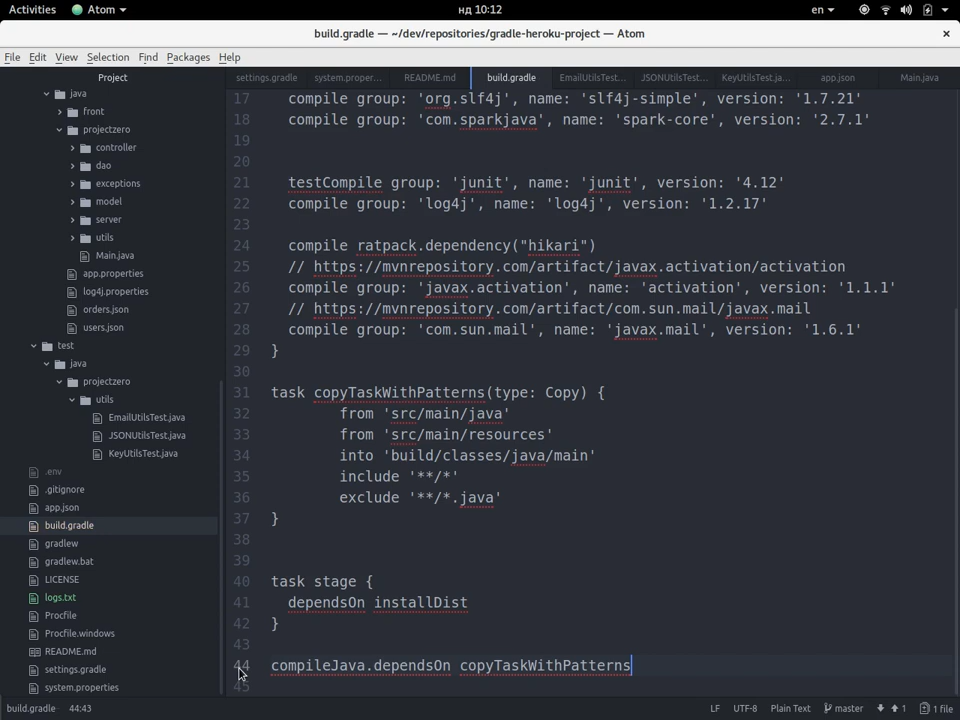 Activities Atom нд 10:12 en
build.gradle — ~/dev/repositories/gradle-heroku-project — Atom ×
File Edit View Selection Find Packages Help
Project settings.gradle system.proper... README.md build.gradle EmailUtilsTest... JSONUtilsTest... KeyUtilsTest.ja... app.json Main.java
java
front
projectzero
controller
dao
exceptions
model
server
utils
Main.java
app.properties
log4j.properties
orders.json
users.json
test
java
projectzero
utils
EmailUtilsTest.java
JSONUtilsTest.java
KeyUtilsTest.java
.env
.gitignore
app.json
build.gradle
gradlew
gradlew.bat
LICENSE
logs.txt
Procfile
Procfile.windows
README.md
settings.gradle
system.properties
17 compile group: 'org.slf4j', name: 'slf4j-simple', version: '1.7.21'
18 compile group: 'com.sparkjava', name: 'spark-core', version: '2.7.1'
19
20
21 testCompile group: 'junit', name: 'junit', version: '4.12'
22 compile group: 'log4j', name: 'log4j', version: '1.2.17'
23
24 compile ratpack.dependency("hikari")
25 // https://mvnrepository.com/artifact/javax.activation/activation
26 compile group: 'javax.activation', name: 'activation', version: '1.1.1'
27 // https://mvnrepository.com/artifact/com.sun.mail/javax.mail
28 compile group: 'com.sun.mail', name: 'javax.mail', version: '1.6.1'
29 }
30
31 task copyTaskWithPatterns(type: Copy) {
32 from 'src/main/java'
33 from 'src/main/resources'
34 into 'build/classes/java/main'
35 include '**/*'
36 exclude '**/*.java'
37 }
38
39
40 task stage {
41 dependsOn installDist
42 }
43
44 compileJava.dependsOn copyTaskWithPatterns
45
build.gradle 44:43 LF UTF-8 Plain Text master 1 1 file